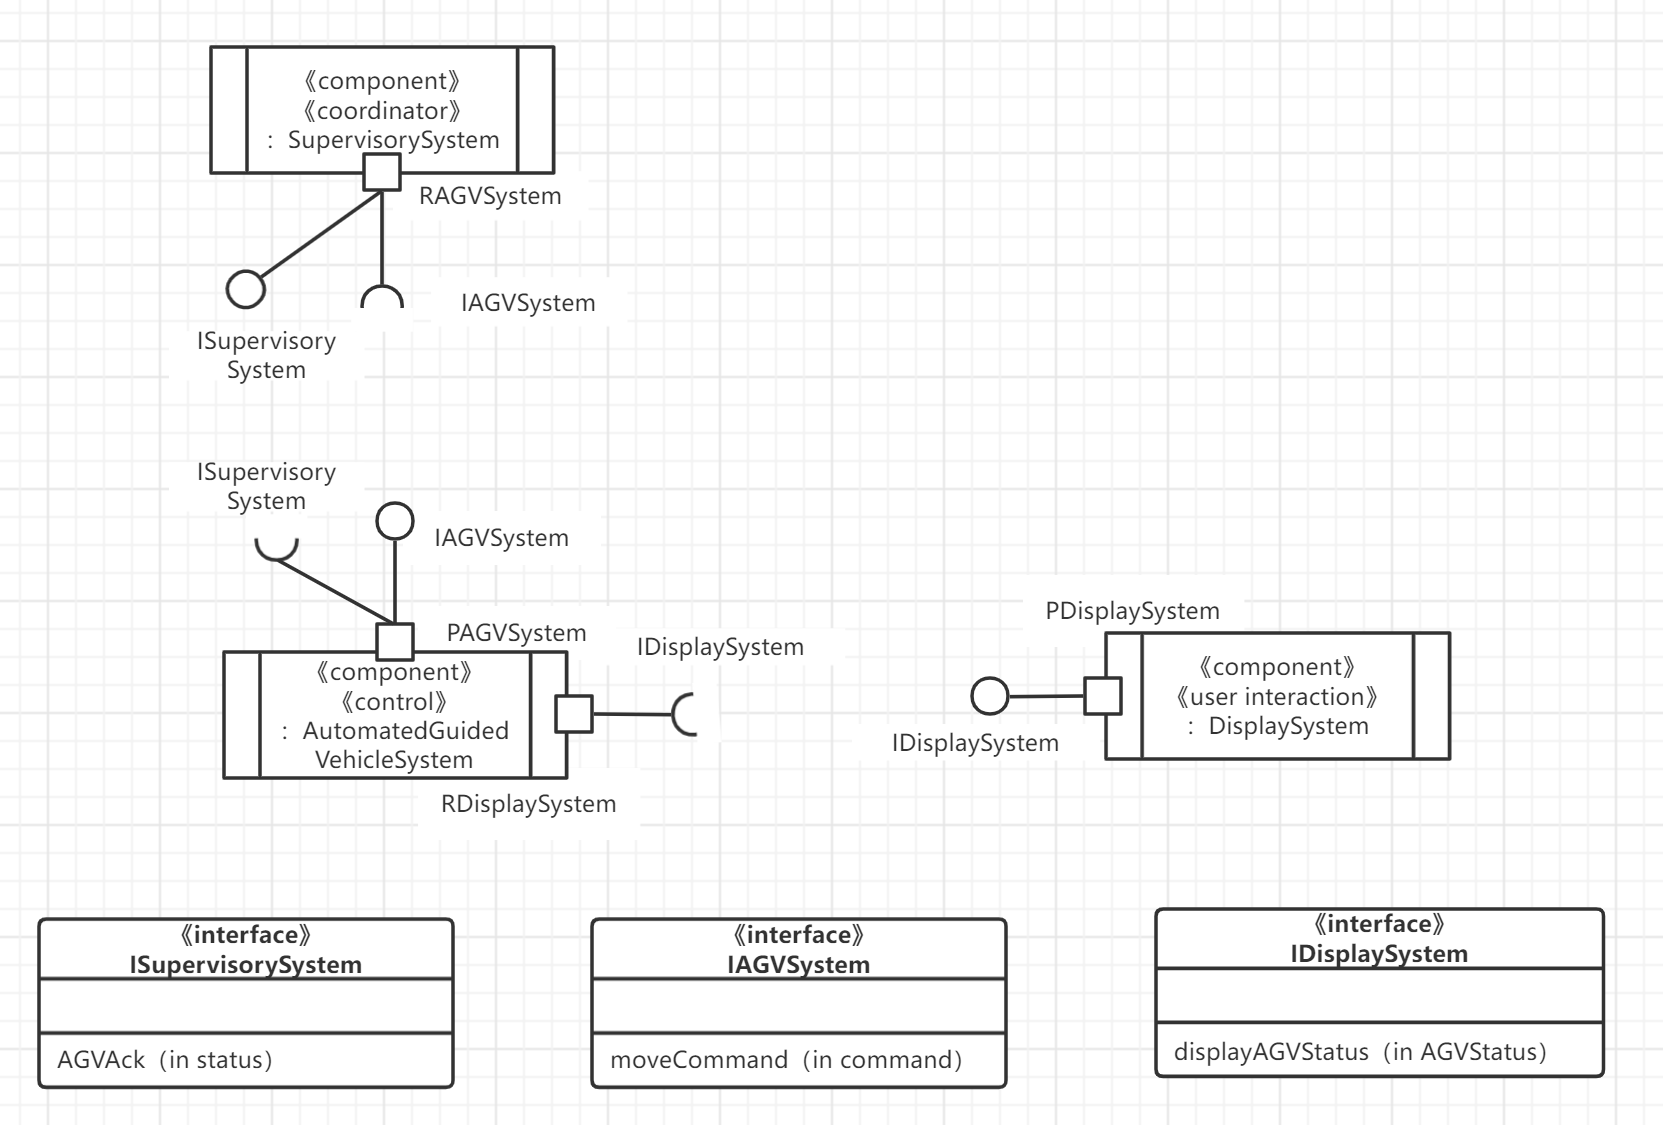 《component》
《coordinator》
：SupervisorySystem
RAGVSystem
IAGVSystem
ISupervisory
System
ISupervisory
System
IAGVSystem
PAGVSystem
IDisplaySystem
《component》
《control》
：AutomatedGuided
VehicleSystem
RDisplaySystem
PDisplaySystem
《component》
《user interaction》
：DisplaySystem
IDisplaySystem
《interface》
ISupervisorySystem
AGVAck（in status）
《interface》
IAGVSystem
moveCommand（in command）
《interface》
IDisplaySystem
displayAGVStatus（in AGVStatus）